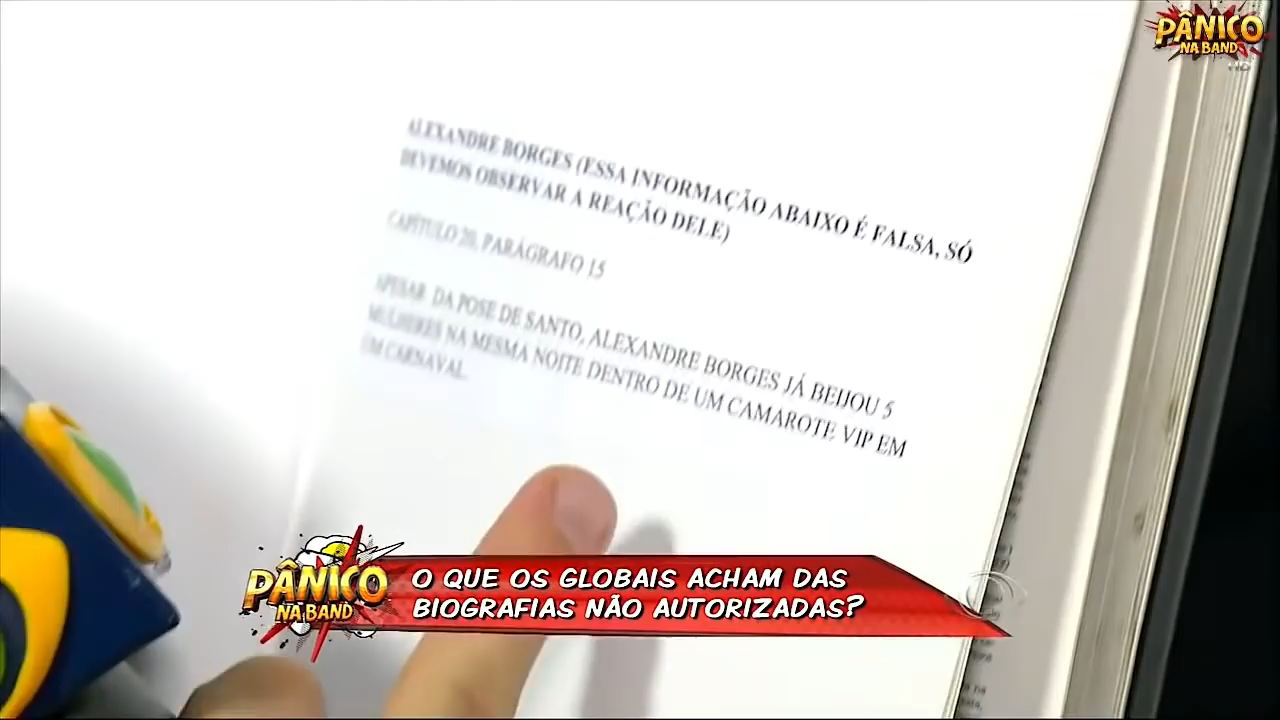 PÂNICO
NA BAND
HD
ALEXANDRE BORGES (ESSA INFORMAÇÃO ABAIXO É FALSA, SÓ
DEVEMOS OBSERVAR A REAÇÃO DELE)
CAPÍTULO 20, PARÁGRAFO 15
APESAR DA POSE DE SANTO, ALEXANDRE BORGES JÁ BEIJOU 5
MULHERES NA MESMA NOITE DENTRO DE UM CAMAROTE VIP EM
UM CARNAVAL.
PÂNICO
NA BAND
O QUE OS GLOBAIS ACHAM DAS
BIOGRAFIAS NÃO AUTORIZADAS?